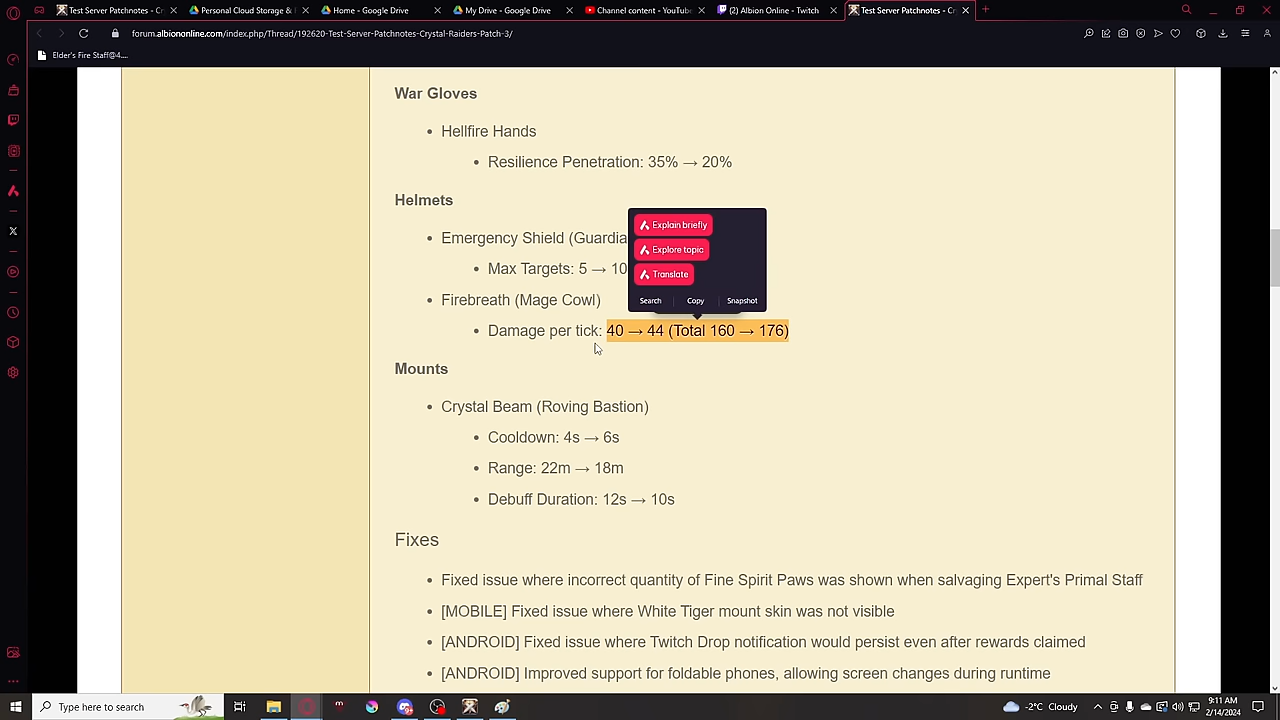 Test Server Patchnotes - Cr
Personal Cloud Storage &
Home - Google Drive
My Drive - Google Drive
Channel content - YouTub
(2) Albion Online - Twitch
Test Server Patchnotes - Cr
forum.albiononline.com/index.php/Thread/192620-Test-Server-Patchnotes-Crystal-Raiders-Patch-3/
Elder's Fire Staff@4....
War Gloves
• Hellfire Hands
• Resilience Penetration: 35% → 20%
Helmets
• Emergency Shield (Guardia
• Max Targets: 5 → 10
• Firebreath (Mage Cowl)
• Damage per tick: 40 → 44 (Total 160 → 176)
Explain briefly
Explore topic
Translate
Search Copy Snapshot
Mounts
• Crystal Beam (Roving Bastion)
• Cooldown: 4s → 6s
• Range: 22m → 18m
• Debuff Duration: 12s → 10s
Fixes
• Fixed issue where incorrect quantity of Fine Spirit Paws was shown when salvaging Expert's Primal Staff
• [MOBILE] Fixed issue where White Tiger mount skin was not visible
• [ANDROID] Fixed issue where Twitch Drop notification would persist even after rewards claimed
• [ANDROID] Improved support for foldable phones, allowing screen changes during runtime
Type here to search
-2°C Cloudy
9:11 AM
2/14/2024